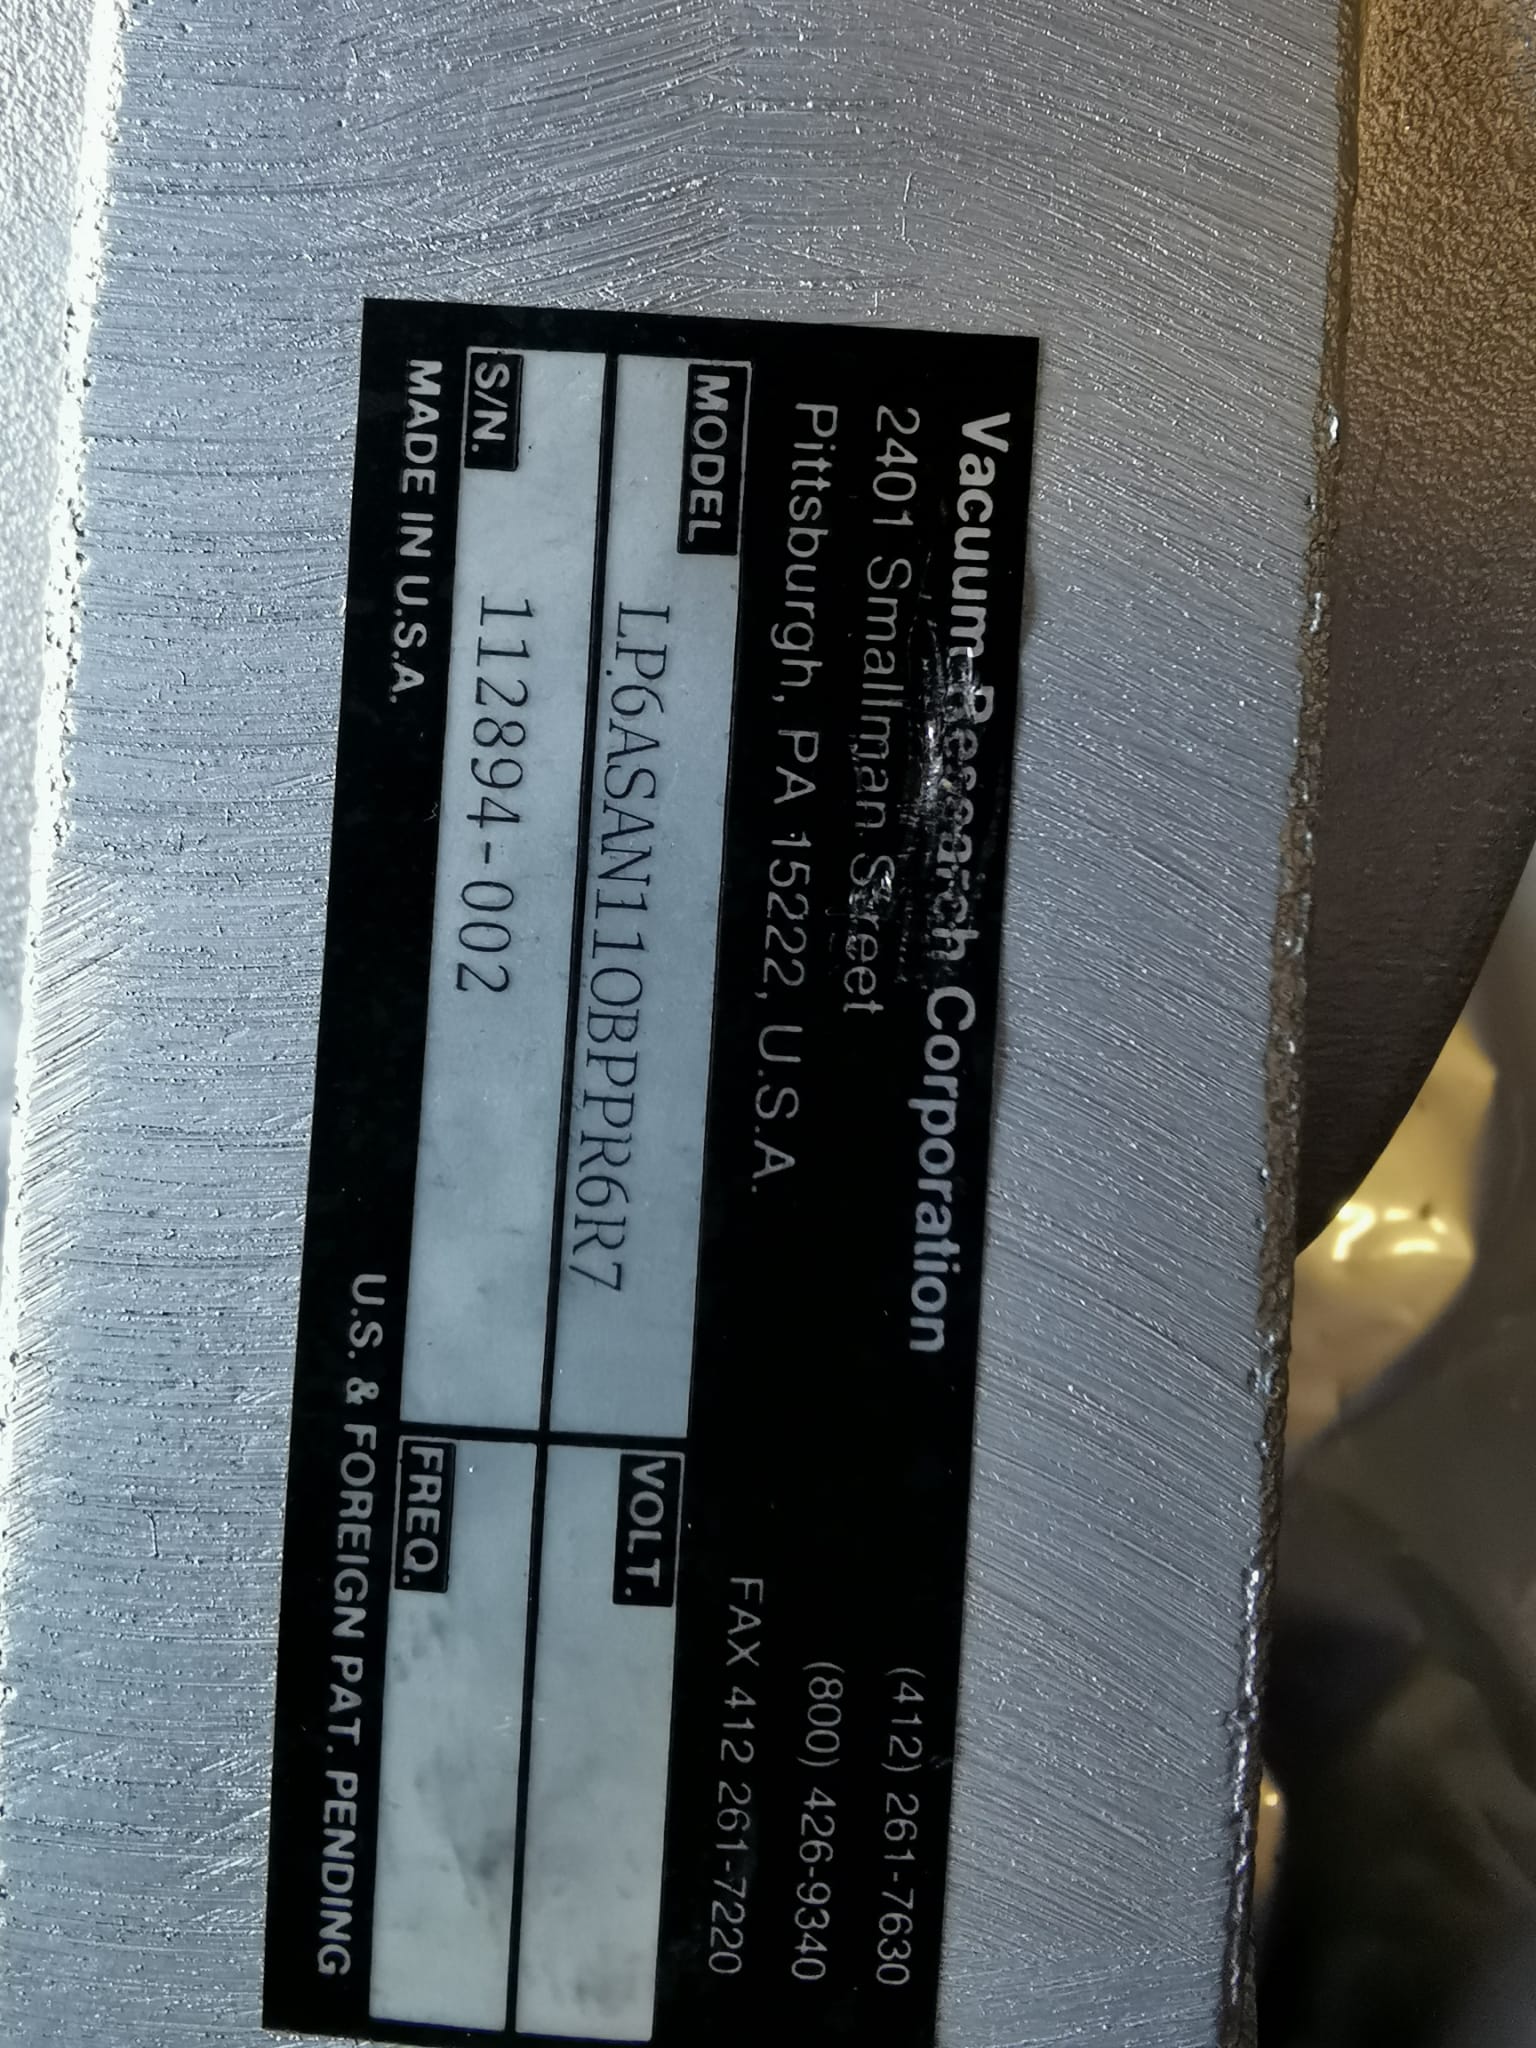 Vacuum Research Corporation
2401 Smallman Street (412) 261-7630
Pittsburgh, PA 15222, U.S.A. (800) 426-9340
FAX 412 261-7220
MODEL LP6ASAN110BPPR6R7 VOLT.
S/N. 112894-002 FREQ.
MADE IN U.S.A. U.S. & FOREIGN PAT. PENDING